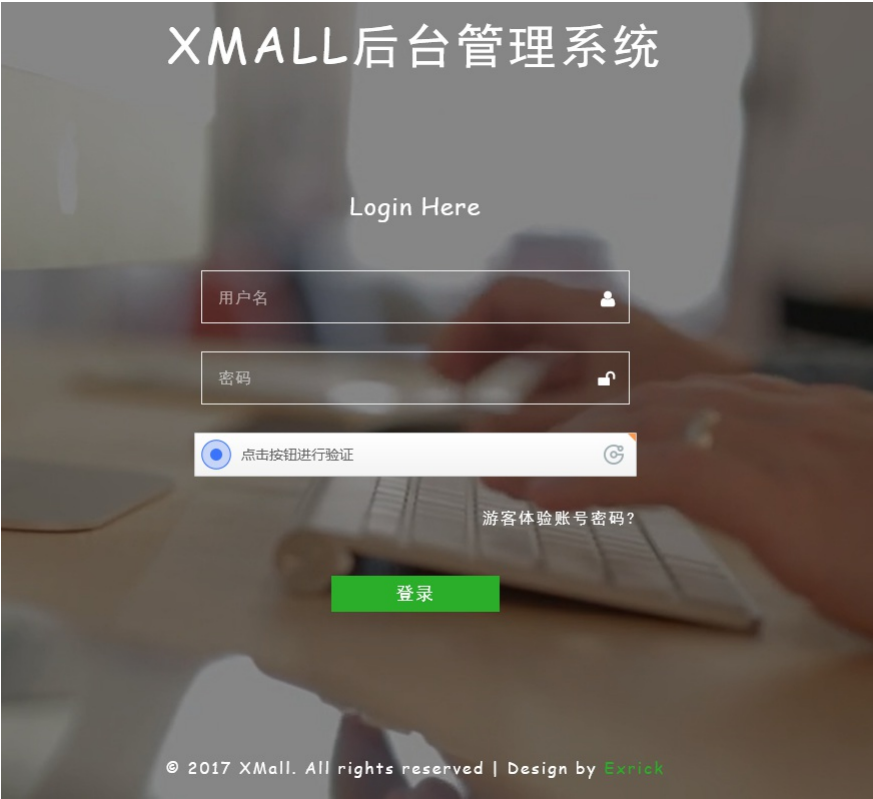 XMALL后台管理系统
Login Here
用户名
密码
点击按钮进行验证
游客体验账号密码?
登录
© 2017 XMall. All rights reserved | Design by Exrick